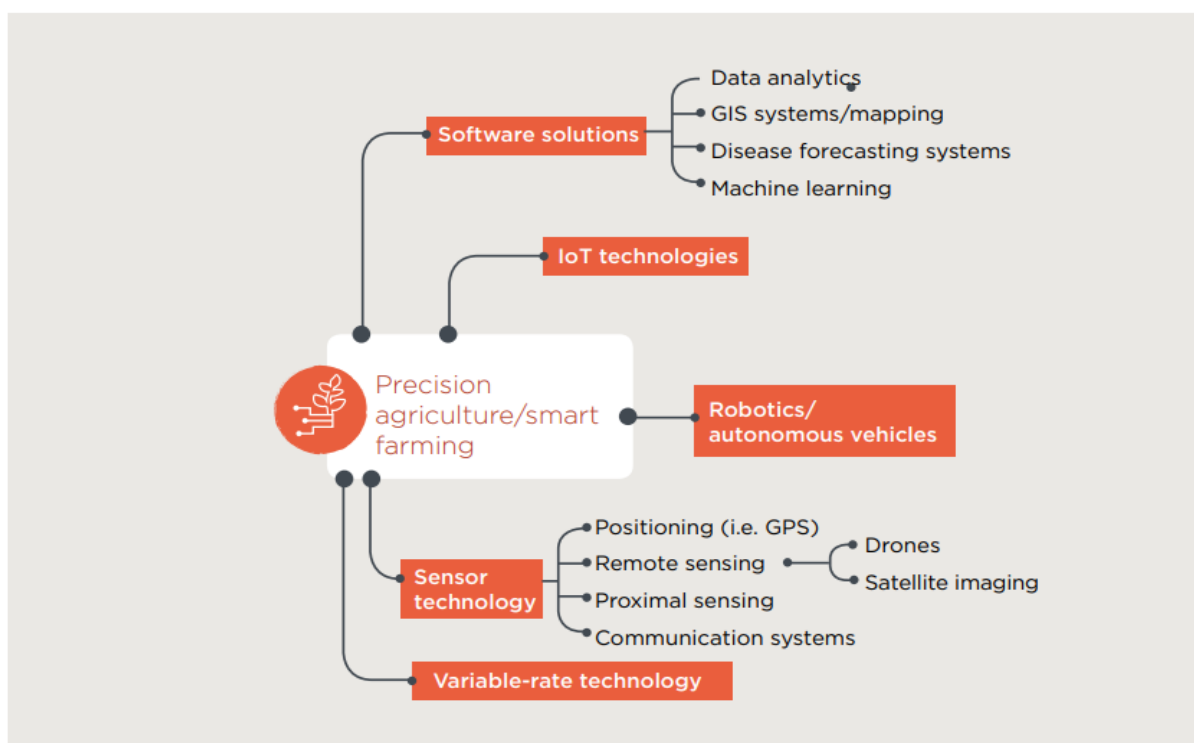 Data analytics
GIS systems/mapping
Software solutions
Disease forecasting systems
Machine learning
IoT technologies
Precision
agriculture/smart
farming
Robotics/
autonomous vehicles
Positioning (i.e. GPS)
Remote sensing
Drones
Satellite imaging
Sensor
technology
Proximal sensing
Communication systems
Variable-rate technology